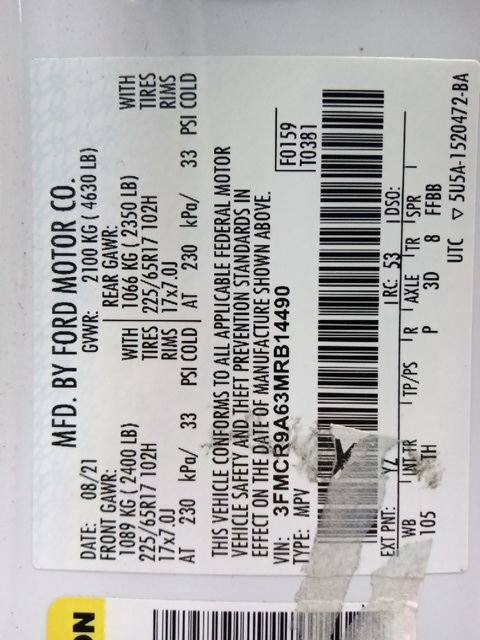 MFD. BY FORD MOTOR CO.
DATE: 08/21 GVWR: 2100 KG ( 4630 LB)
FRONT GAWR: REAR GAWR:
1089 KG ( 2400 LB) WITH 1066 KG ( 2350 LB) WITH
225/65R17 102H TIRES 225/65R17 102H TIRES
17x7.0J RIMS 17x7.0J RIMS
AT 230 kPa/ 33 PSI COLD AT 230 kPa/ 33 PSI COLD
THIS VEHICLE CONFORMS TO ALL APPLICABLE FEDERAL MOTOR
VEHICLE SAFETY AND THEFT PREVENTION STANDARDS IN
EFFECT ON THE DATE OF MANUFACTURE SHOWN ABOVE.
VIN: 3FMCR9A63MRB14490 F0159
TYPE: MPV T0381
EXT PNT: YZ RC: 53 DSO:
WB INT TR TP/PS R AXLE TR SPR
105 TH P 3D 8 FFBB
UTC ▽ 5U5A-1520472-BA
ON